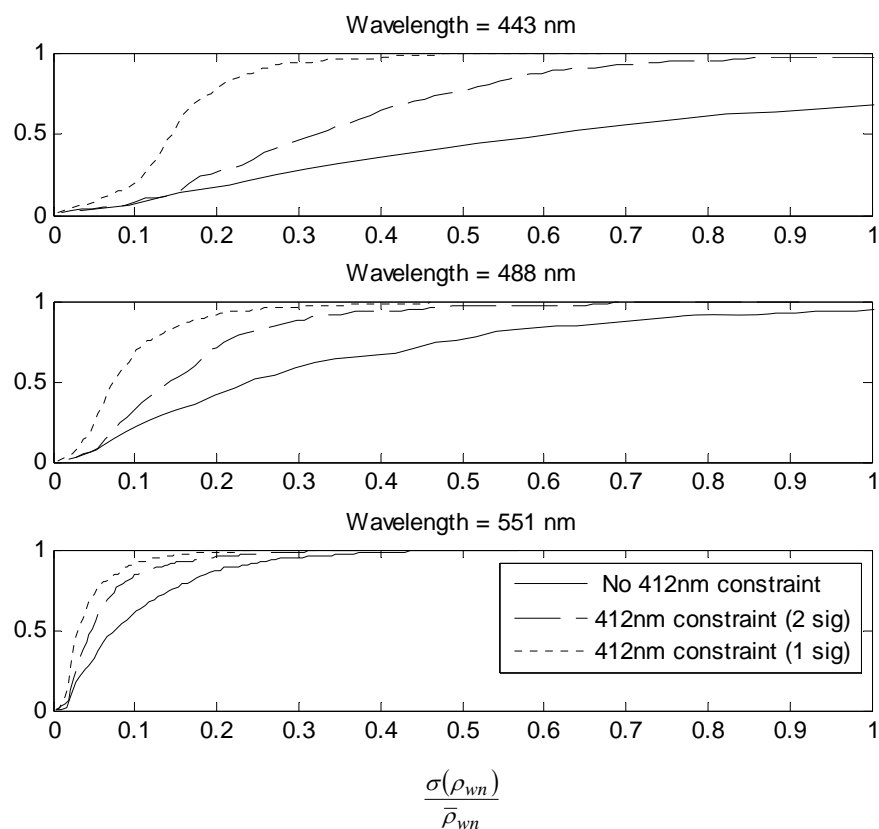 Wavelength = 443 nm
1
0.5
0
0 0.1 0.2 0.3 0.4 0.5 0.6 0.7 0.8 0.9 1
Wavelength = 488 nm
1
0.5
0
0 0.1 0.2 0.3 0.4 0.5 0.6 0.7 0.8 0.9 1
Wavelength = 551 nm
1
0.5
0
No 412nm constraint
412nm constraint (2 sig)
412nm constraint (1 sig)
0 0.1 0.2 0.3 0.4 0.5 0.6 0.7 0.8 0.9 1
σ(ρwn)
ρ̅wn